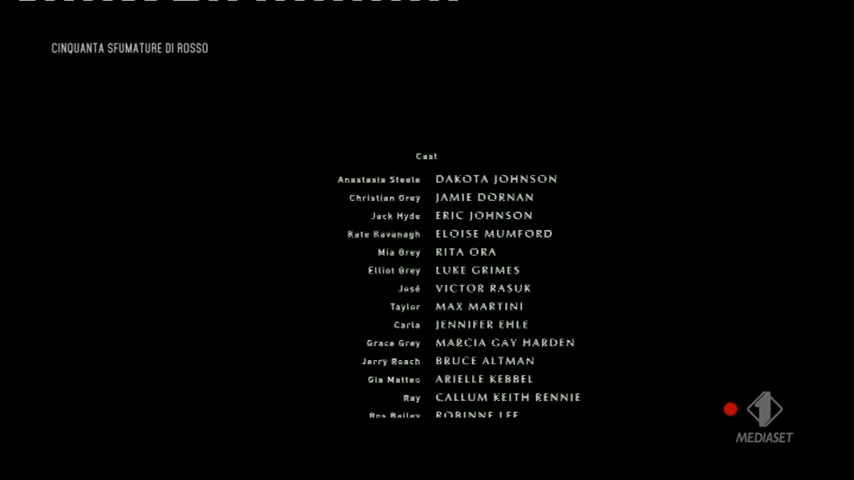 CINQUANTA SFUMATURE DI ROSSO
Cast
Anastasia Steele DAKOTA JOHNSON
Christian Grey JAMIE DORNAN
Jack Hyde ERIC JOHNSON
Kate Kavanagh ELOISE MUMFORD
Mia Grey RITA ORA
Elliot Grey LUKE GRIMES
José VICTOR RASUK
Taylor MAX MARTINI
Carla JENNIFER EHLE
Grace Grey MARCIA GAY HARDEN
Jerry Roach BRUCE ALTMAN
Gia Matteo ARIELLE KEBBEL
Ray CALLUM KEITH RENNIE
Ros Bailey ROBINNE LEE
1
MEDIASET